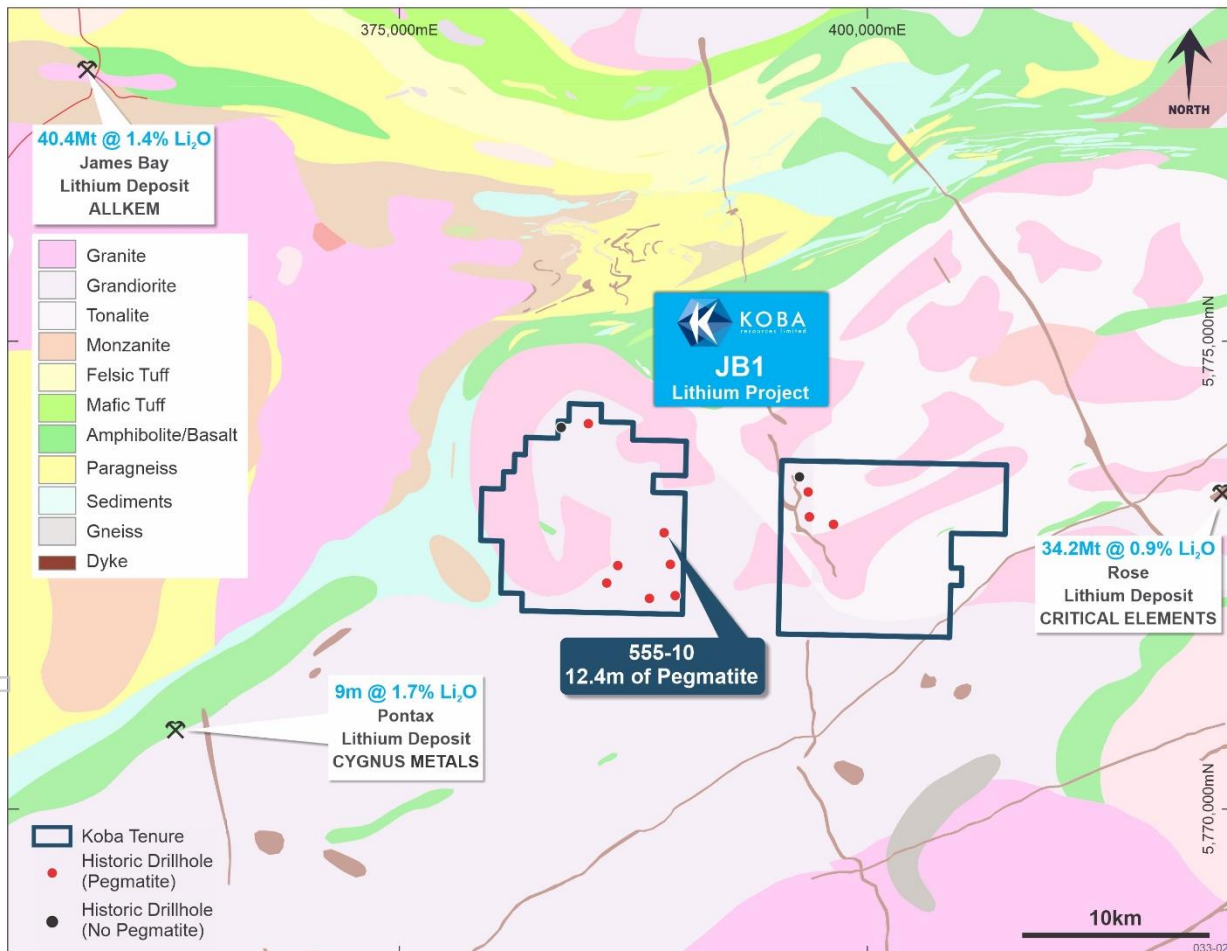 375,000mE
400,000mE
NORTH
40.4Mt @ 1.4% Li₂O
James Bay
Lithium Deposit
ALLKEM
Granite
Grandiorite
Tonalite
Monzanite
Felsic Tuff
Mafic Tuff
Amphibolite/Basalt
Paragneiss
Sediments
Gneiss
Dyke
KOBA
resources limited
JB1
Lithium Project
5,775,000mN
34.2Mt @ 0.9% Li₂O
Rose
Lithium Deposit
CRITICAL ELEMENTS
555-10
12.4m of Pegmatite
9m @ 1.7% Li₂O
Pontax
Lithium Deposit
CYGNUS METALS
5,770,000mN
Koba Tenure
Historic Drillhole
(Pegmatite)
Historic Drillhole
(No Pegmatite)
10km